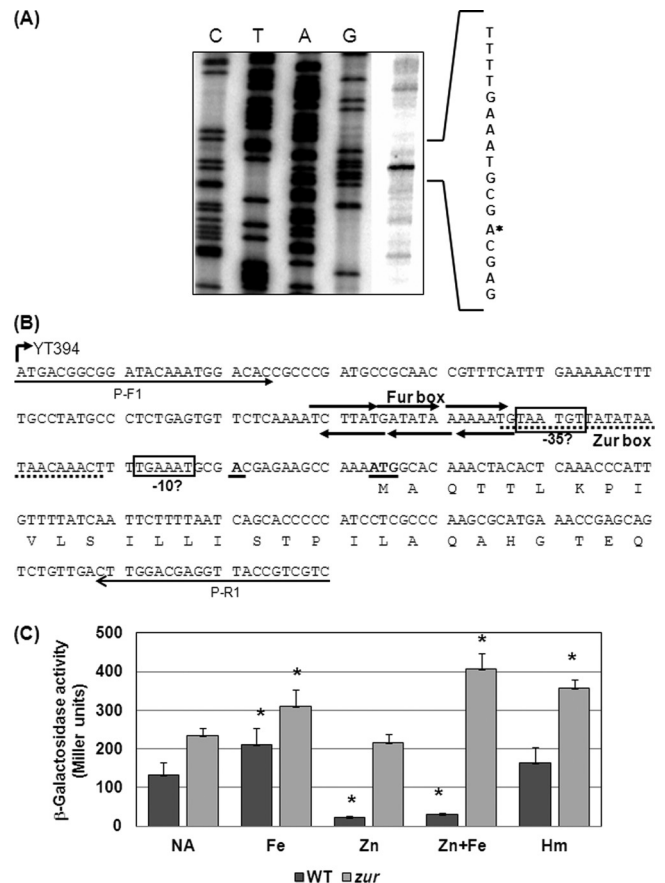 (A)
C T A G
T
T
T
T
G
A
A
A
T
G
C
G
A*
C
G
A
G
(B)
YT394
ATGACGGCGG ATACAAATGG ACACCGCCCG GATGCCGCAAC CGTTTCATTT GAAAAACTTT
P-F1
Fur box
TGCCTATGCC CTCTGAGTGT TCTCAAAATC TTATGATATA AAAAATGTAA TGTTATATAA
-35?
Zur box
TAACAAACTT TTGAAATGCG ACGAGAAGCC AAAATGGCAC AAACTACACT CAAACCCATT
-10?
M A Q T T L K P I
GTTTTATCAA TTCTTTTAAT CAGCACCCCC ATCCTCGCCC AAGCGCATGA AACCGAGCAG
V L S I L L I S T P I L A Q A H G T E Q
TCTGTTGACT TGGACGAGGT TACCGTCGTC
P-R1
(C)
β-Galactosidase activity
(Miller units)
500
400
300
200
100
0
* * * * * *
NA Fe Zn Zn+Fe Hm
WT zur